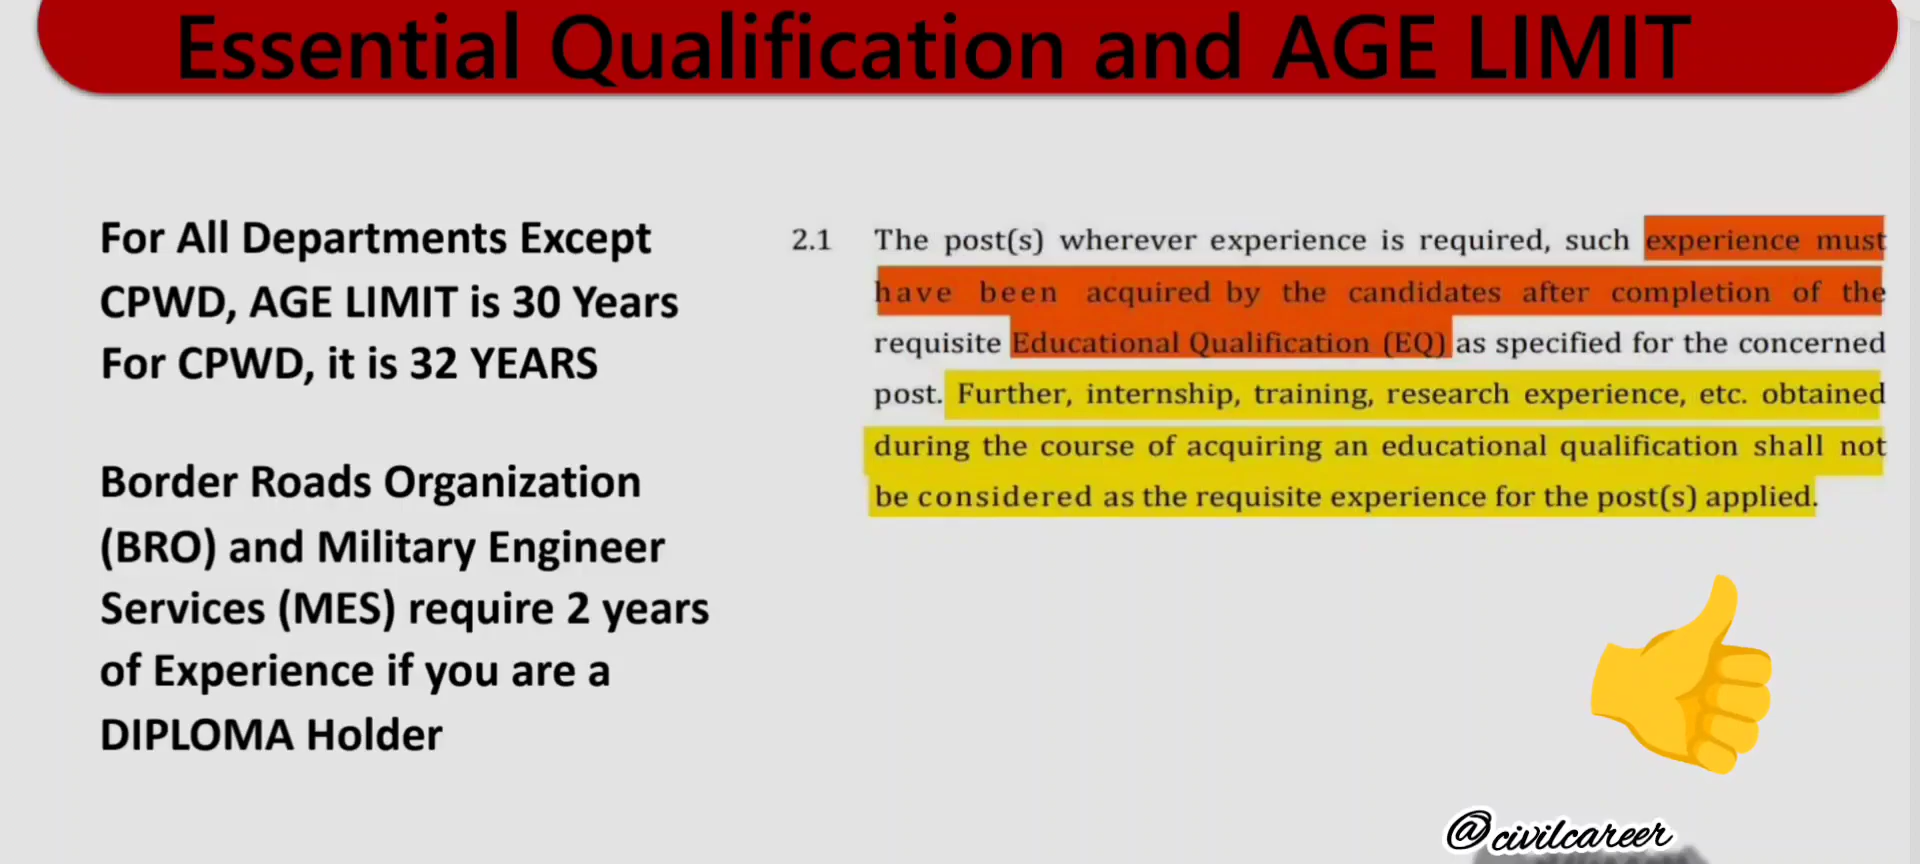 Essential Qualification and AGE LIMIT
For All Departments Except
CPWD, AGE LIMIT is 30 Years
For CPWD, it is 32 YEARS
Border Roads Organization
(BRO) and Military Engineer
Services (MES) require 2 years
of Experience if you are a
DIPLOMA Holder
2.1 The post(s) wherever experience is required, such experience must
have been acquired by the candidates after completion of the
requisite Educational Qualification (EQ) as specified for the concerned
post. Further, internship, training, research experience, etc. obtained
during the course of acquiring an educational qualification shall not
be considered as the requisite experience for the post(s) applied.
@civilcareer